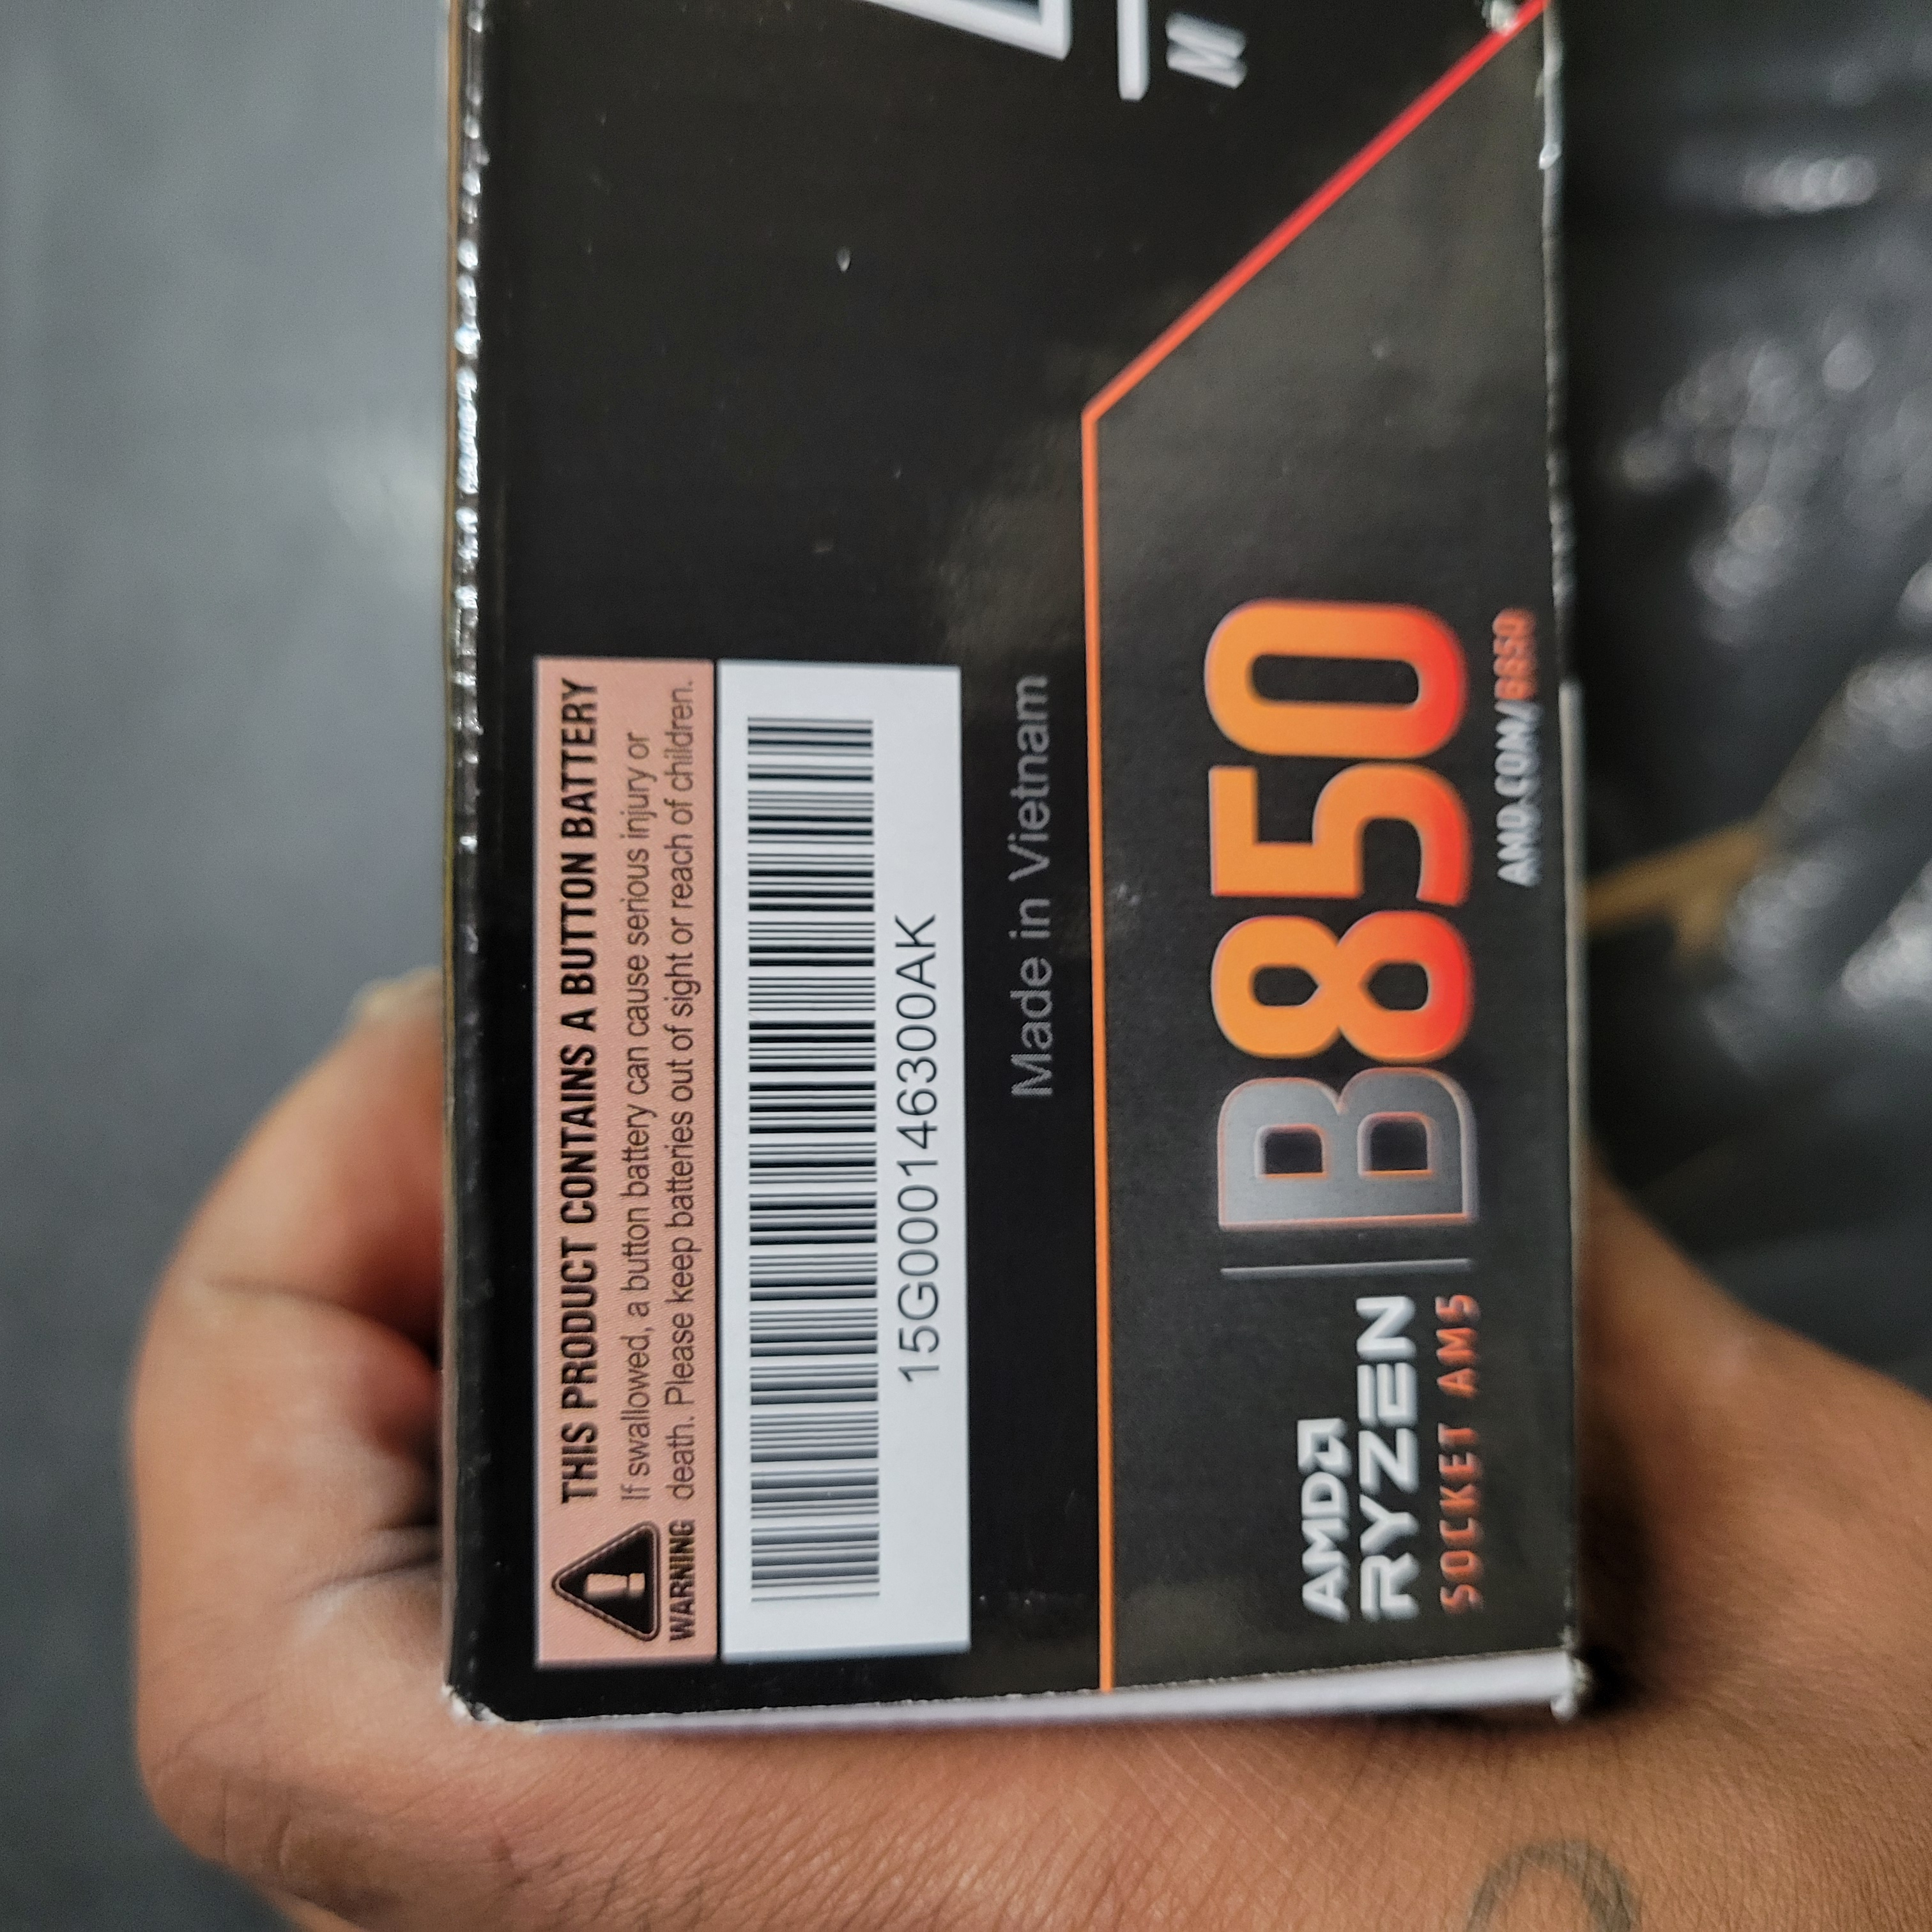 WARNING
THIS PRODUCT CONTAINS A BUTTON BATTERY
If swallowed, a button battery can cause serious injury or
death. Please keep batteries out of sight or reach of children.
15G000146300AK
Made in Vietnam
AMD
RYZEN
SOCKET AM5
B850
AMD.COM/B850
M